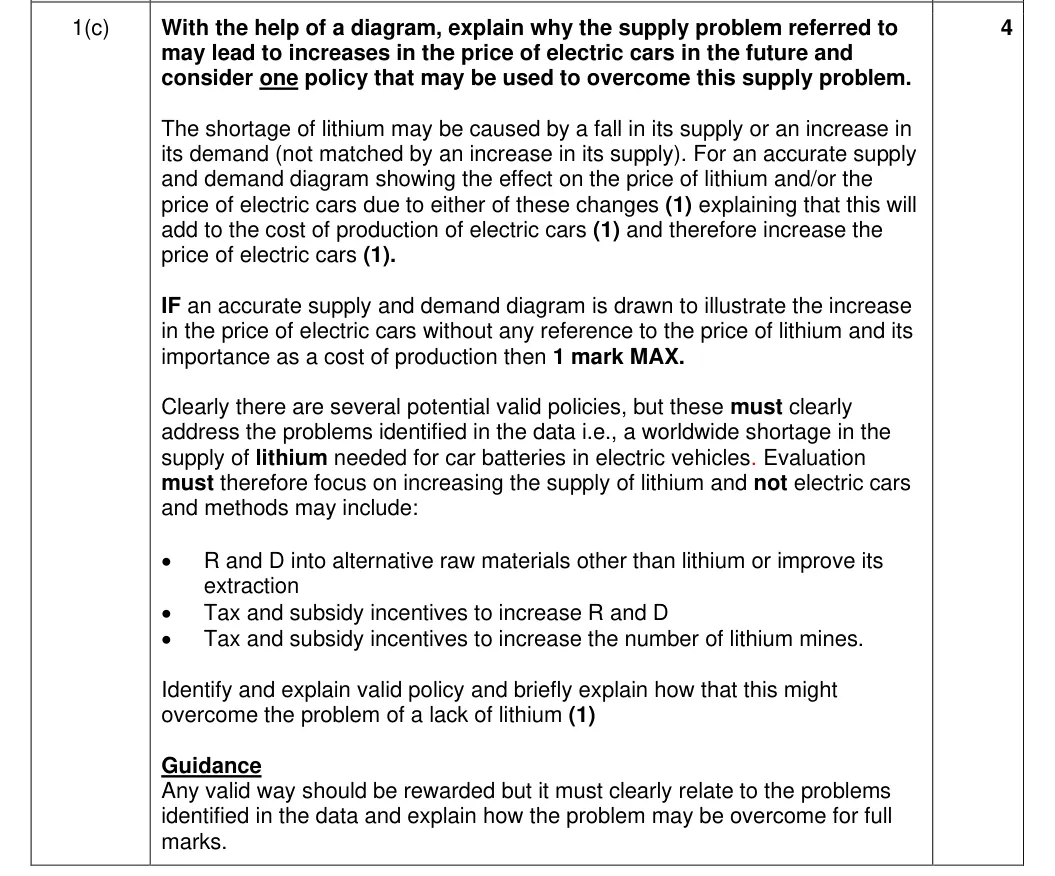 1(c)
With the help of a diagram, explain why the supply problem referred to
may lead to increases in the price of electric cars in the future and
consider one policy that may be used to overcome this supply problem.
4
The shortage of lithium may be caused by a fall in its supply or an increase in
its demand (not matched by an increase in its supply). For an accurate supply
and demand diagram showing the effect on the price of lithium and/or the
price of electric cars due to either of these changes (1) explaining that this will
add to the cost of production of electric cars (1) and therefore increase the
price of electric cars (1).
IF an accurate supply and demand diagram is drawn to illustrate the increase
in the price of electric cars without any reference to the price of lithium and its
importance as a cost of production then 1 mark MAX.
Clearly there are several potential valid policies, but these must clearly
address the problems identified in the data i.e., a worldwide shortage in the
supply of lithium needed for car batteries in electric vehicles. Evaluation
must therefore focus on increasing the supply of lithium and not electric cars
and methods may include:
• R and D into alternative raw materials other than lithium or improve its
extraction
• Tax and subsidy incentives to increase R and D
• Tax and subsidy incentives to increase the number of lithium mines.
Identify and explain valid policy and briefly explain how that this might
overcome the problem of a lack of lithium (1)
Guidance
Any valid way should be rewarded but it must clearly relate to the problems
identified in the data and explain how the problem may be overcome for full
marks.